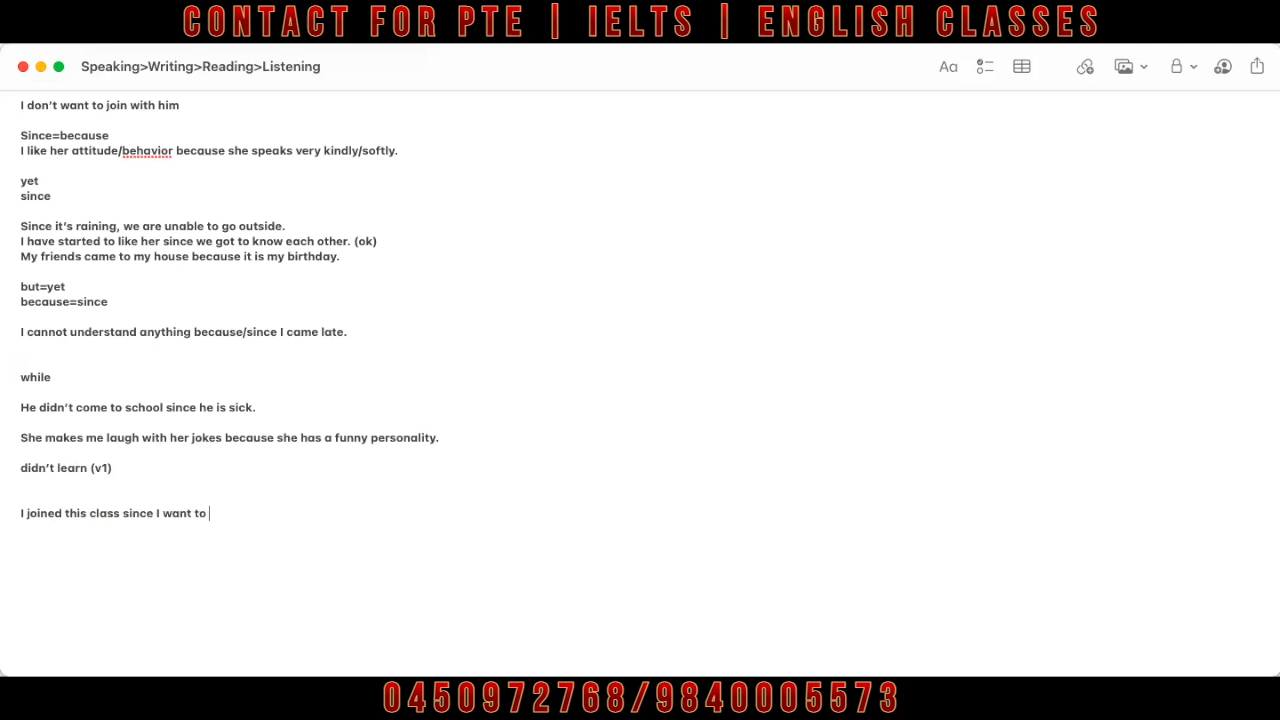 CONTACT FOR PTE | IELTS | ENGLISH CLASSES
Speaking>Writing>Reading>Listening
Aa
I don't want to join with him
Since=because
I like her attitude/behavior because she speaks very kindly/softly.
yet
since
Since it's raining, we are unable to go outside.
I have started to like her since we got to know each other. (ok)
My friends came to my house because it is my birthday.
but=yet
because=since
I cannot understand anything because/since I came late.
while
He didn't come to school since he is sick.
She makes me laugh with her jokes because she has a funny personality.
didn't learn (v1)
I joined this class since I want to
0450972768/9840005573